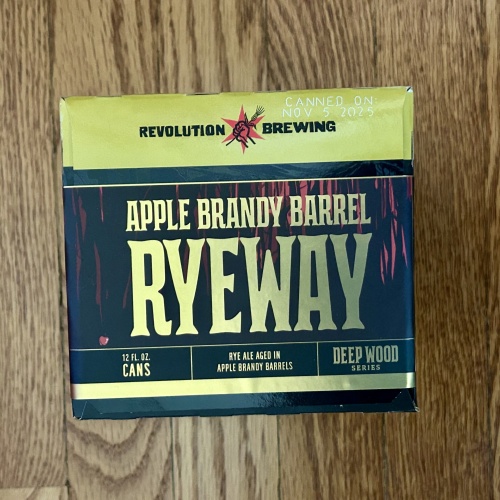 CANNED ON:
NOV 5 2025
REVOLUTION BREWING
APPLE BRANDY BARREL
RYEWAY
12 FL. OZ.
CANS
RYE ALE AGED IN
APPLE BRANDY BARRELS
DEEP WOOD
SERIES